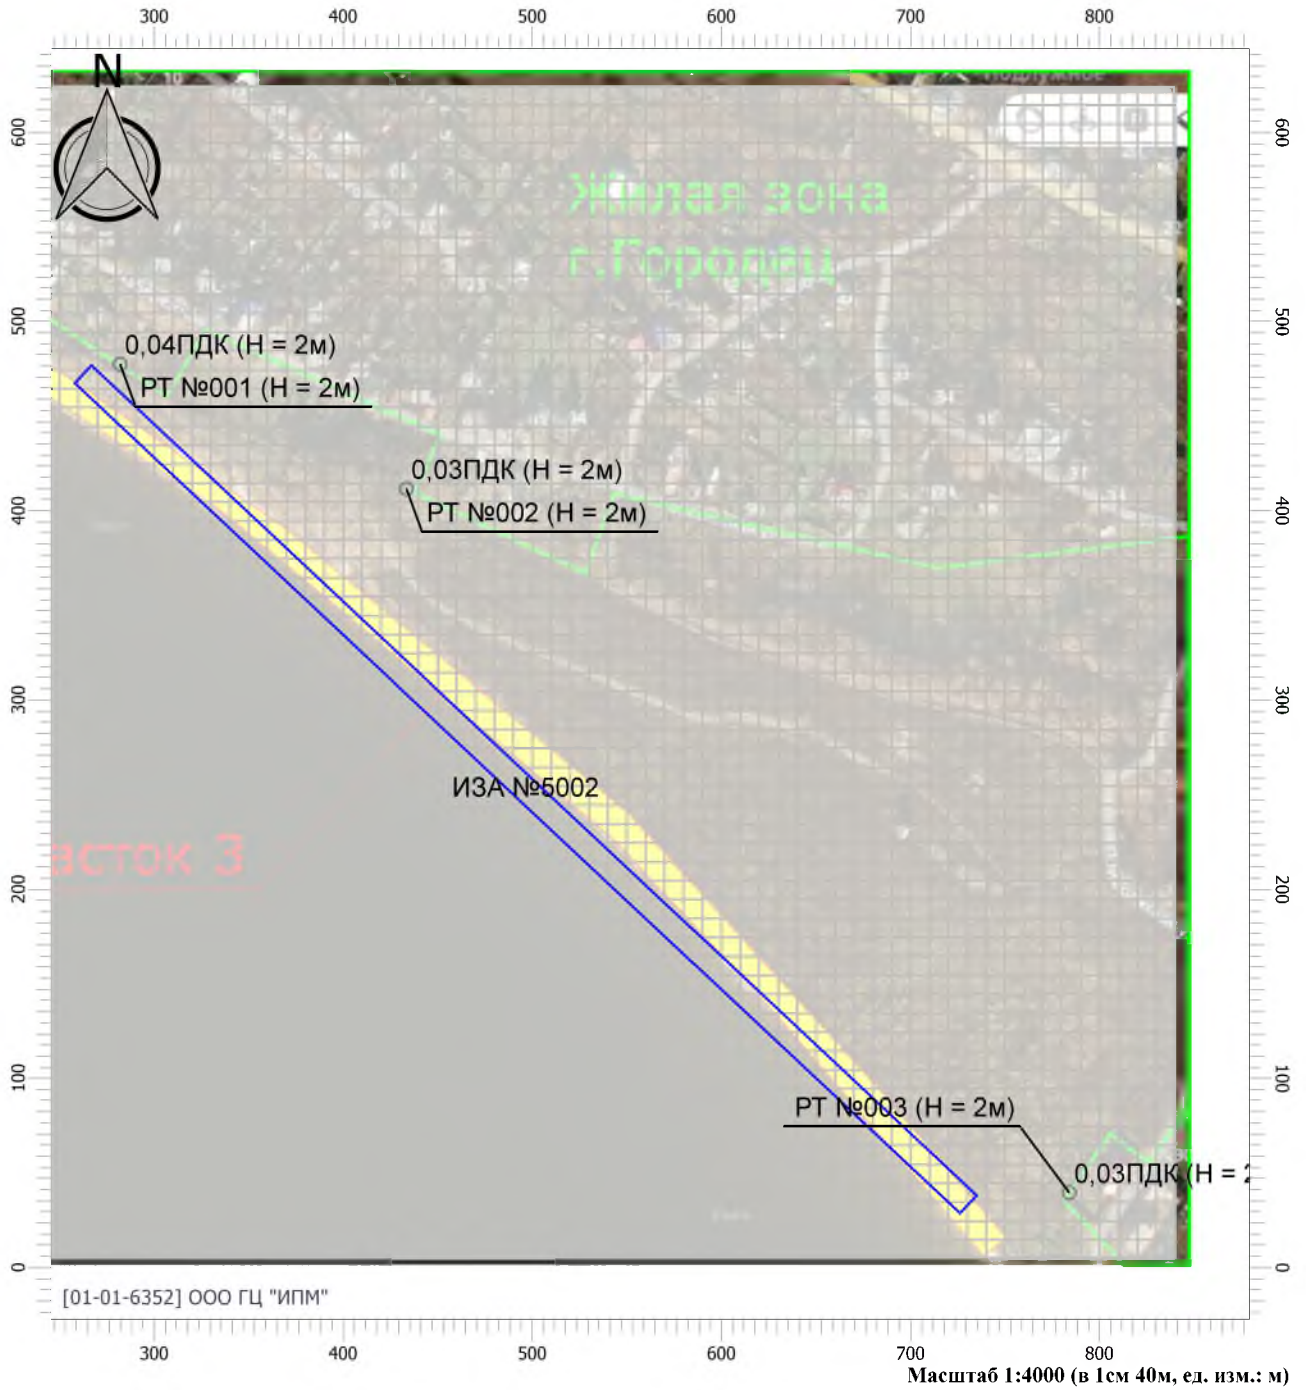 300 400 500 600 700 800
N
10
Подлужное
600 600
Жилая зона
г.Городец
500 500
0,04ПДК (Н = 2м)
РТ №001 (Н = 2м)
0,03ПДК (Н = 2м)
РТ №002 (Н = 2м)
400 400
300 300
ИЗА №5002
асток 3
200 200
100 100
РТ №003 (Н = 2м)
0,03ПДК (Н = 2
0 0
[01-01-6352] ООО ГЦ "ИПМ"
300 400 500 600 700 800
Масштаб 1:4000 (в 1см 40м, ед. изм.: м)